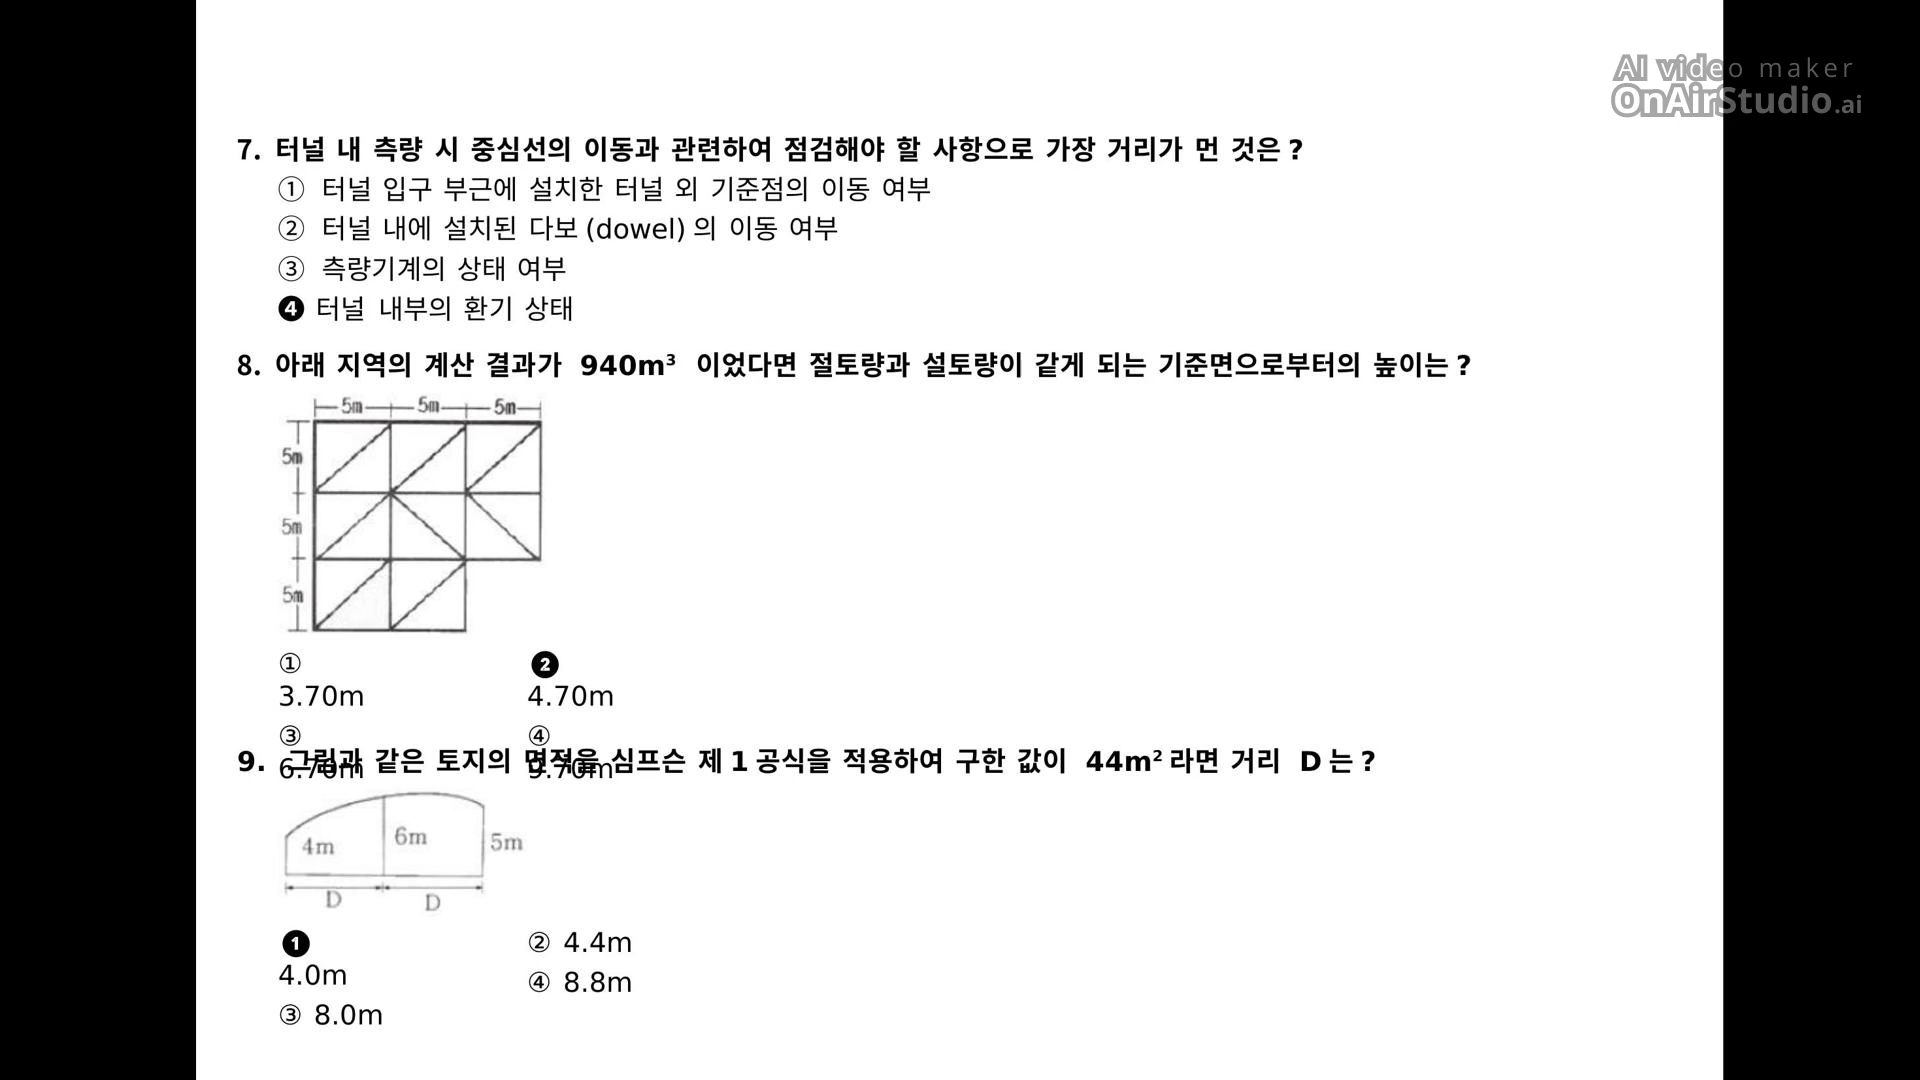 AI video maker
OnAirStudio.ai
7. 터널 내 측량 시 중심선의 이동과 관련하여 점검해야 할 사항으로 가장 거리가 먼 것은?
① 터널 입구 부근에 설치한 터널 외 기준점의 이동 여부
② 터널 내에 설치된 다보(dowel)의 이동 여부
③ 측량기계의 상태 여부
❹ 터널 내부의 환기 상태
8. 아래 지역의 계산 결과가 940m³ 이었다면 절토량과 설토량이 같게 되는 기준면으로부터의 높이는?
5m 5m 5m
5m
5m
5m
① ❷
3.70m 4.70m
③ ④
6.70m 9.70m
9. 그림과 같은 토지의 면적을 심프슨 제1공식을 적용하여 구한 값이 44m²라면 거리 D는?
4m 6m 5m
D D
❶ ② 4.4m
4.0m ④ 8.8m
③ 8.0m